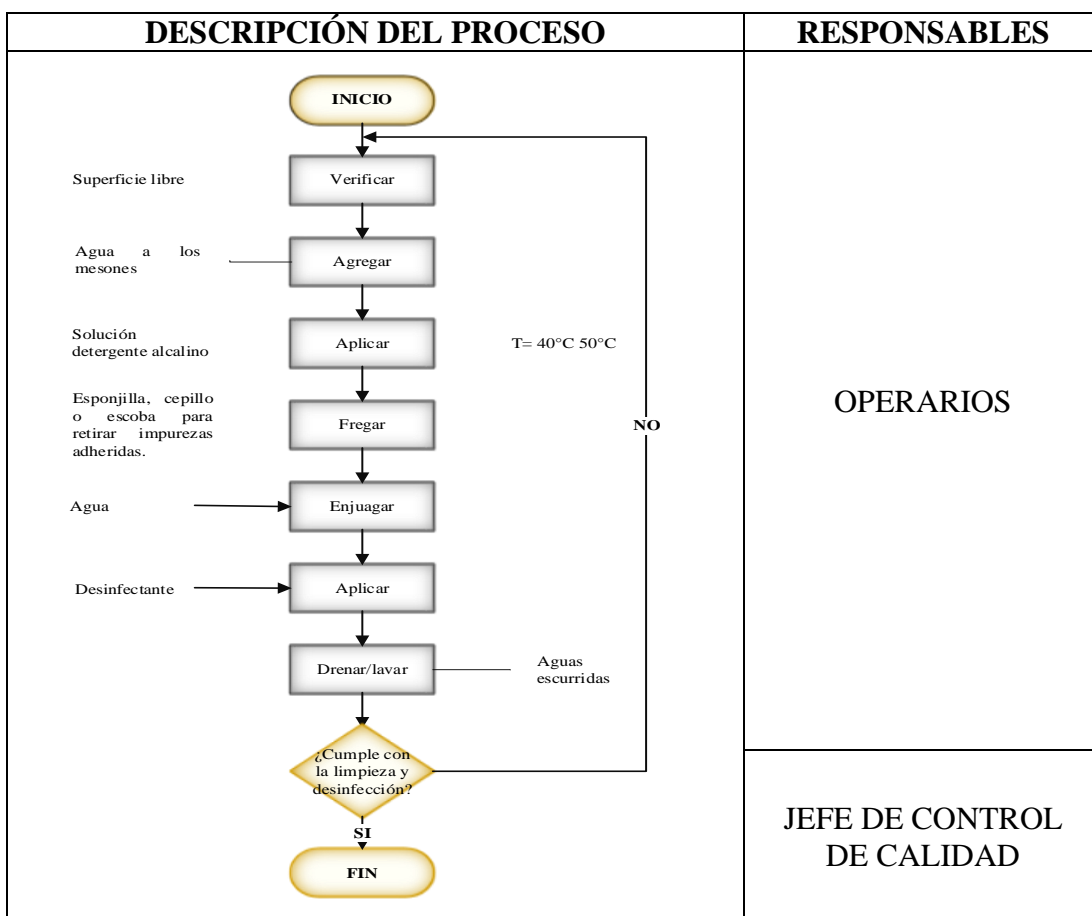 DESCRIPCIÓN DEL PROCESO
RESPONSABLES
INICIO
Superficie libre
Verificar
Agua a los
mesones
Agregar
Solución
detergente alcalino
Aplicar
T= 40°C 50°C
Esponjilla, cepillo
o escoba para
retirar impurezas
adheridas.
Fregar
NO
OPERARIOS
Agua
Enjuagar
Desinfectante
Aplicar
Drenar/lavar
Aguas
escurridas
¿Cumple con
la limpieza y
desinfección?
SI
FIN
JEFE DE CONTROL
DE CALIDAD